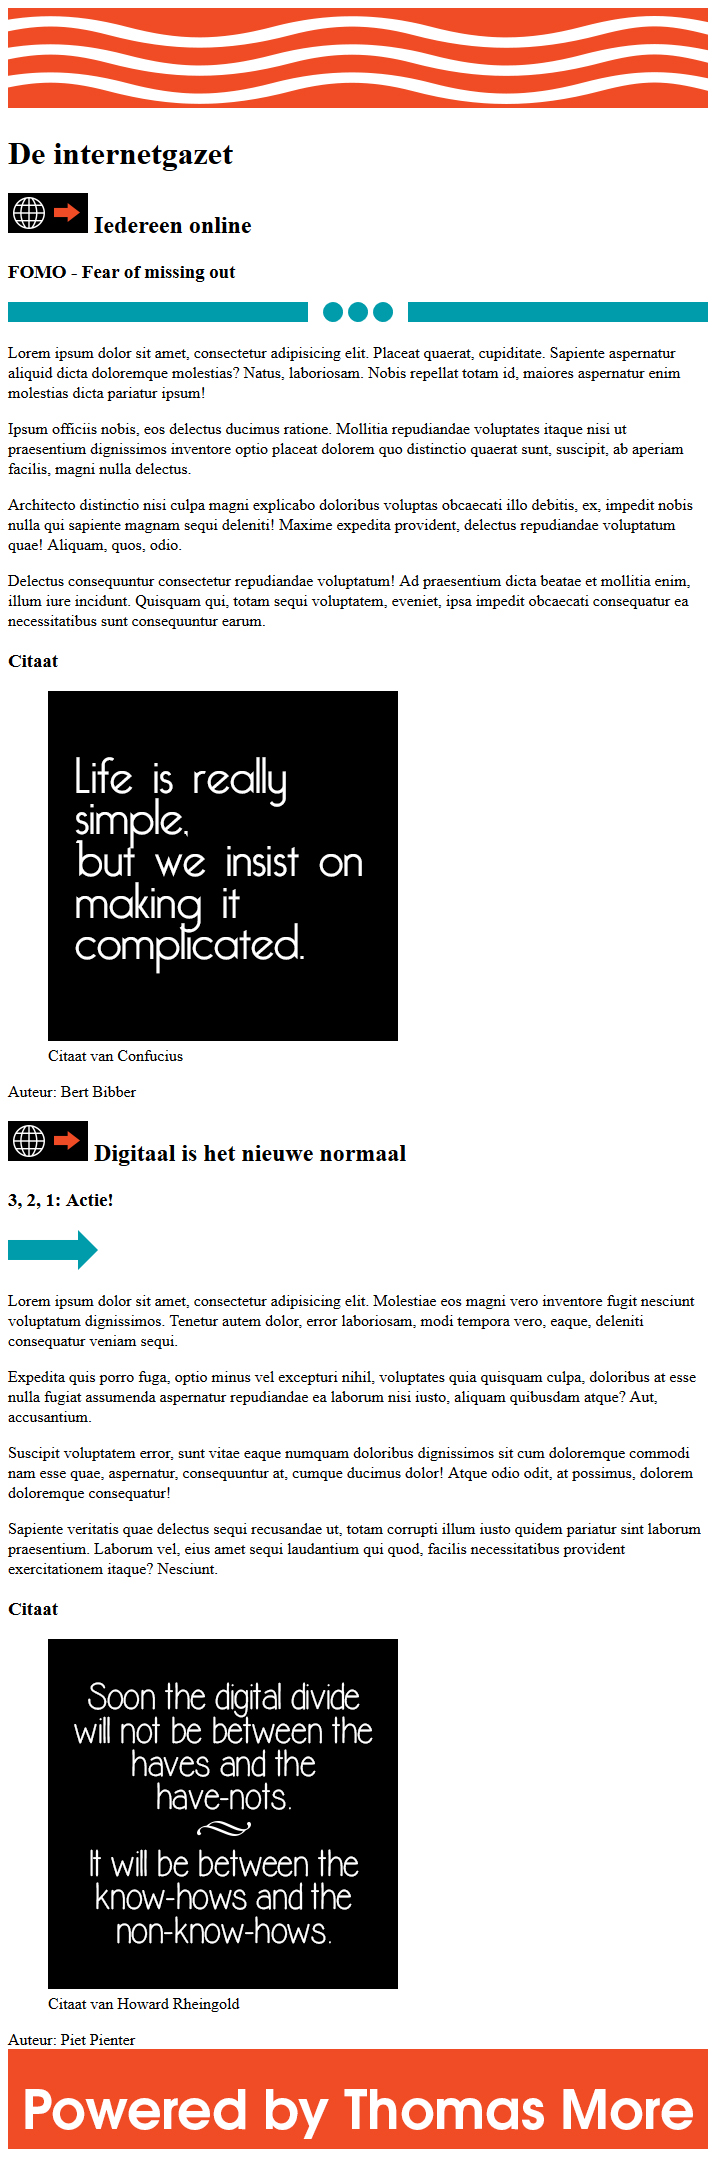 De internetgazet
Iedereen online
FOMO - Fear of missing out
Lorem ipsum dolor sit amet, consectetur adipisicing elit. Placeat quaerat, cupiditate. Sapiente aspernatur
aliquid dicta doloremque molestias? Natus, laboriosam. Nobis repellat totam id, maiores aspernatur enim
molestias dicta pariatur ipsum!
Ipsum officiis nobis, eos delectus ducimus ratione. Mollitia repudiandae voluptates itaque nisi ut
praesentium dignissimos inventore optio placeat dolorem quo distinctio quaerat sunt, suscipit, ab aperiam
facilis, magni nulla delectus.
Architecto distinctio nisi culpa magni explicabo doloribus voluptas obcaecati illo debitis, ex, impedit nobis
nulla qui sapiente magnam sequi deleniti! Maxime expedita provident, delectus repudiandae voluptatum
quae! Aliquam, quos, odio.
Delectus consequuntur consectetur repudiandae voluptatum! Ad praesentium dicta beatae et mollitia enim,
illum iure incidunt. Quisquam qui, totam sequi voluptatem, eveniet, ipsa impedit obcaecati consequatur ea
necessitatibus sunt consequuntur earum.
Citaat
Life is really
simple,
but we insist on
making it
complicated.
Citaat van Confucius
Auteur: Bert Bibber
Digitaal is het nieuwe normaal
3, 2, 1: Actie!
Lorem ipsum dolor sit amet, consectetur adipisicing elit. Molestiae eos magni vero inventore fugit nesciunt
voluptatum dignissimos. Tenetur autem dolor, error laboriosam, modi tempora vero, eaque, deleniti
consequatur veniam sequi.
Expedita quis porro fuga, optio minus vel excepturi nihil, voluptates quia quisquam culpa, doloribus at esse
nulla fugiat assumenda aspernatur repudiandae ea laborum nisi iusto, aliquam quibusdam atque? Aut,
accusantium.
Suscipit voluptatem error, sunt vitae eaque numquam doloribus dignissimos sit cum doloremque commodi
nam esse quae, aspernatur, consequuntur at, cumque ducimus dolor! Atque odio odit, at possimus, dolorem
doloremque consequatur!
Sapiente veritatis quae delectus sequi recusandae ut, totam corrupti illum iusto quidem pariatur sint laborum
praesentium. Laborum vel, eius amet sequi laudantium qui quod, facilis necessitatibus provident
exercitationem itaque? Nesciunt.
Citaat
Soon the digital divide
will not be between the
haves and the
have-nots.
It will be between the
know-hows and the
non-know-hows.
Citaat van Howard Rheingold
Auteur: Piet Pienter
Powered by Thomas More